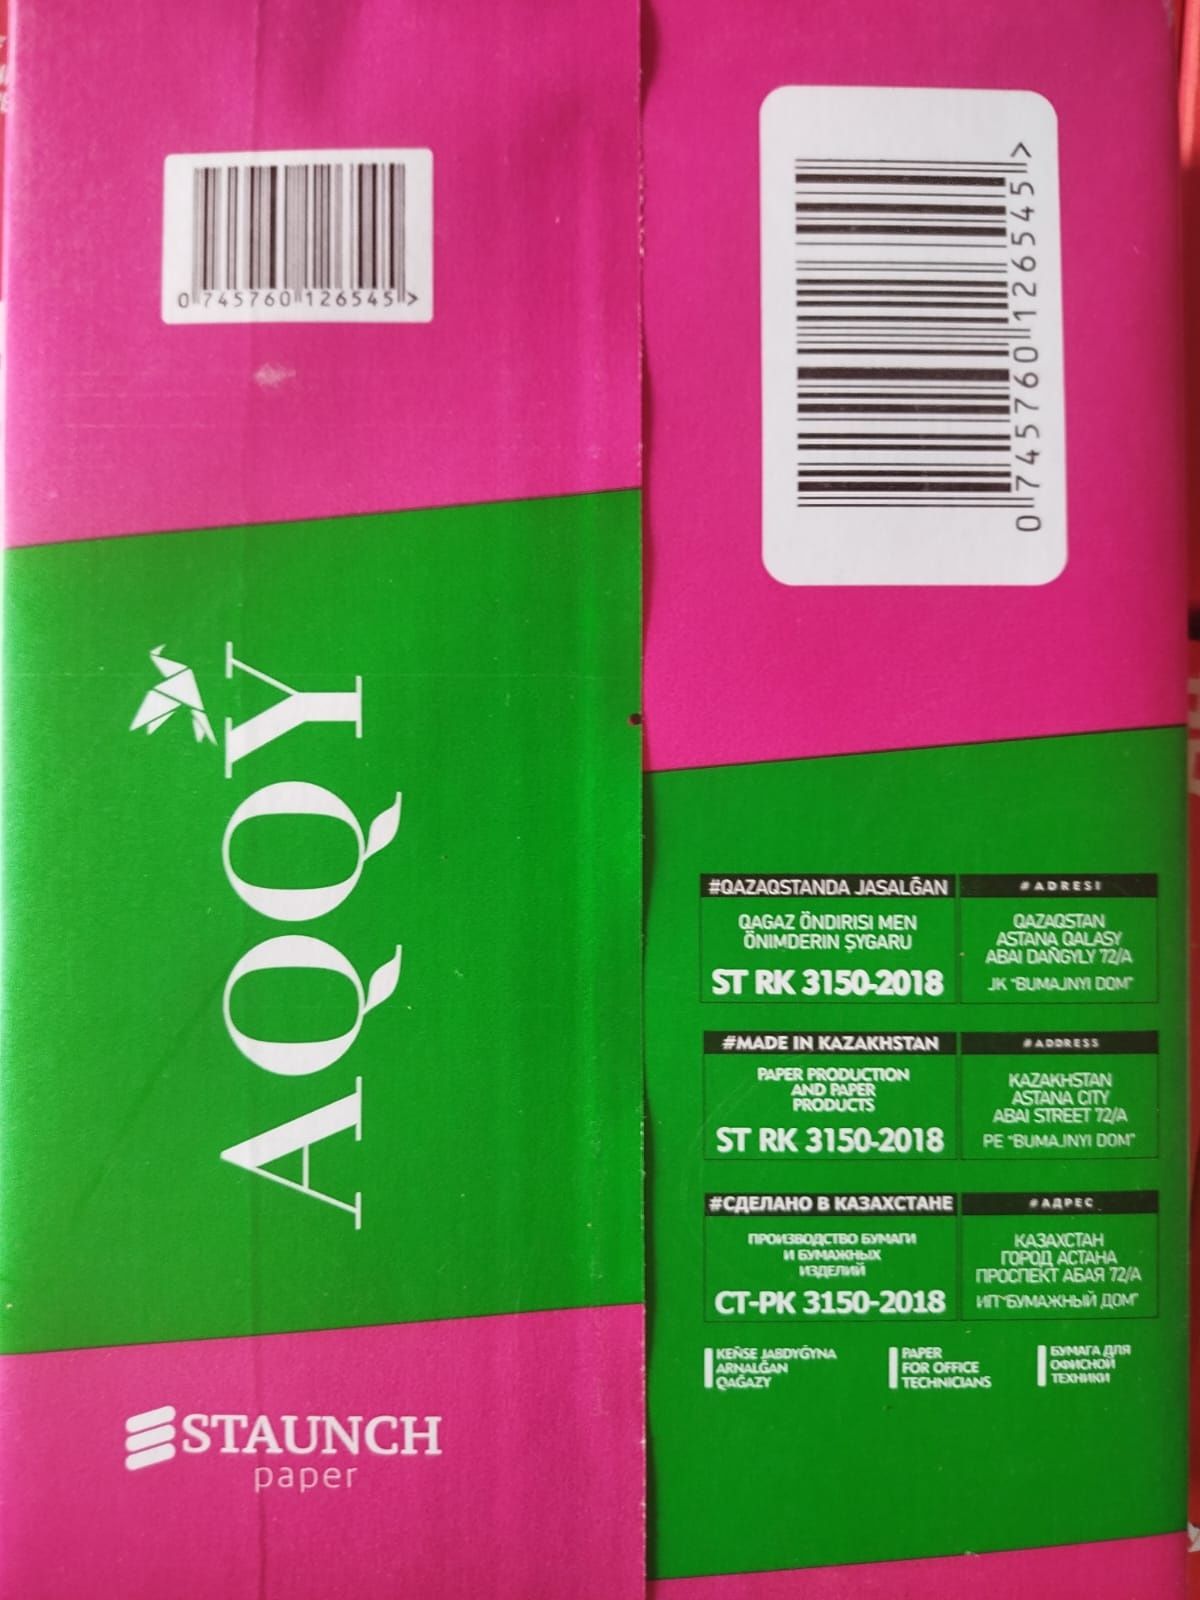 0 745760 126545 >
AQQY
STAUNCH
paper
0 745760 126545 >
#QAZAQSTANDA JASALĞAN
QAGAZ ÖNDIRISI MEN
ÖNIMDERIN ŞYGARU
ST RK 3150-2018
#ADRESI
QAZAQSTAN
ASTANA QALASY
ABAI DAÑGYLY 72/A
JK "BUMAJNYI DOM"
#MADE IN KAZAKHSTAN
PAPER PRODUCTION
AND PAPER
PRODUCTS
ST RK 3150-2018
#ADDRESS
KAZAKHSTAN
ASTANA CITY
ABAI STREET 72/A
PE "BUMAJNYI DOM"
#СДЕЛАНО В КАЗАХСТАНЕ
ПРОИЗВОДСТВО БУМАГИ
И БУМАЖНЫХ
ИЗДЕЛИЙ
СТ-РК 3150-2018
#АДРЕС
КАЗАХСТАН
ГОРОД АСТАНА
ПРОСПЕКТ АБАЯ 72/А
ИП"БУМАЖНЫЙ ДОМ"
KEÑSE JABDYĞYNA
ARNALĞAN
QAĞAZY
PAPER
FOR OFFICE
TECHNICIANS
БУМАГА ДЛЯ
ОФИСНОЙ
ТЕХНИКИ